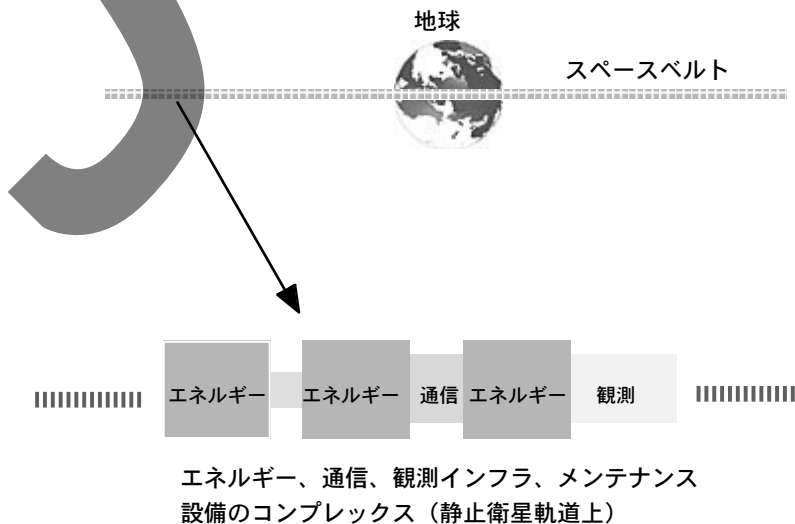 地球
スペースベルト
エネルギー エネルギー 通信 エネルギー 観測
エネルギー、通信、観測インフラ、メンテナンス
設備のコンプレックス（静止衛星軌道上）